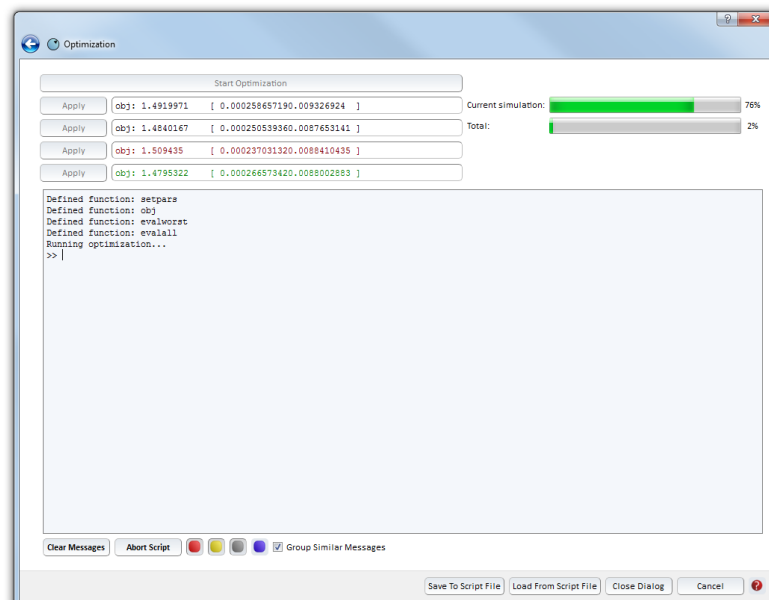 Optimization
Start Optimization
Apply obj: 1.4919971 [ 0.000258657190.009326924 ] Current simulation: 76%
Apply obj: 1.4840167 [ 0.000250539360.0087653141 ] Total: 2%
Apply obj: 1.509435 [ 0.000237031320.0088410435 ]
Apply obj: 1.4795322 [ 0.000266573420.0088002883 ]
Defined function: setpars
Defined function: obj
Defined function: evalworst
Defined function: evalall
Running optimization...
>>
Clear Messages Abort Script Group Similar Messages
Save To Script File Load From Script File Close Dialog Cancel